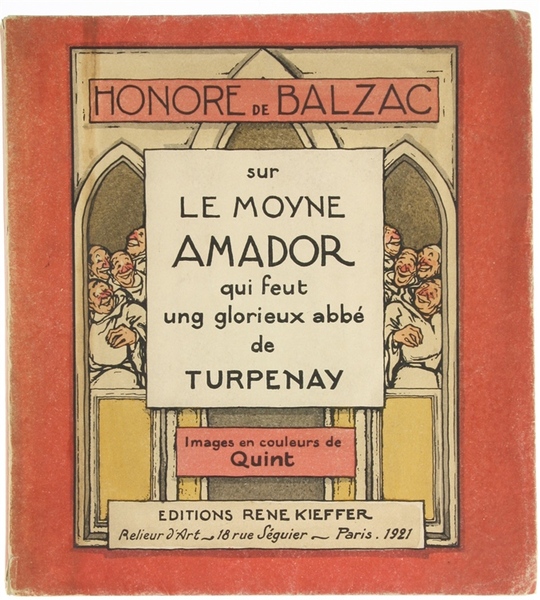 HONORE DE BALZAC
sur
LE MOYNE
AMADOR
qui feut
ung glorieux abbé
de
TURPENAY
Images en couleurs de
Quint
EDITIONS RENE KIEFFER
Relieur d'Art ~ 18 rue Séguier ~ Paris. 1921